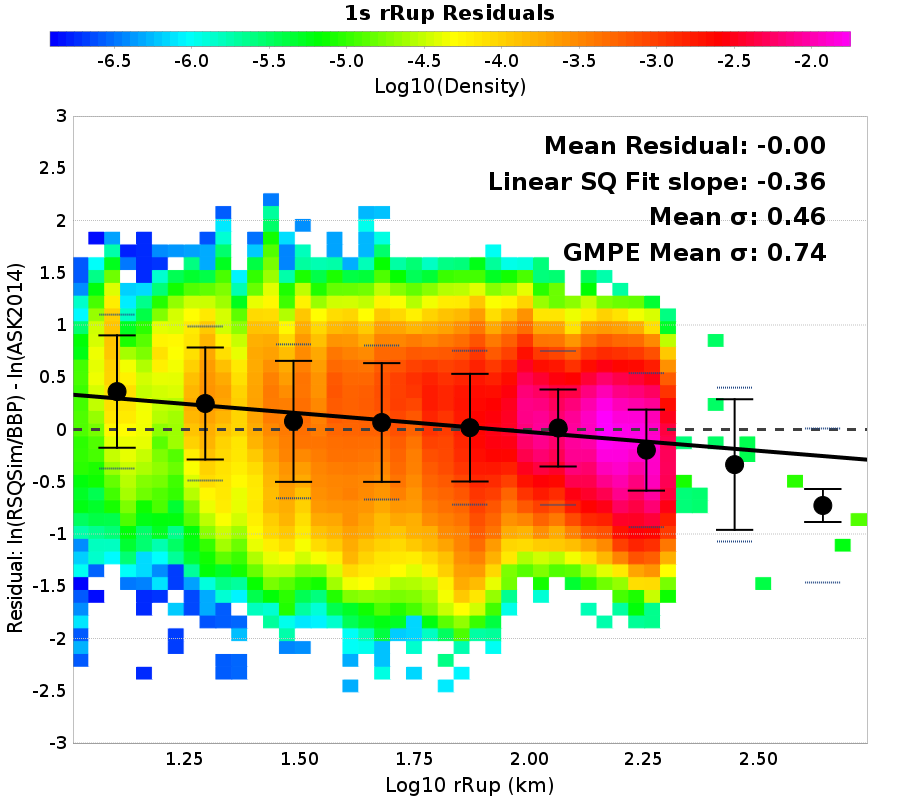 1s rRup Residuals
-6.5 -6.0 -5.5 -5.0 -4.5 -4.0 -3.5 -3.0 -2.5 -2.0
Log10(Density)
Mean Residual: -0.00
Linear SQ Fit slope: -0.36
Mean σ: 0.46
GMPE Mean σ: 0.74
Residual: ln(RSQSim/BBP) - ln(ASK2014)
3
2.5
2
1.5
1
0.5
0
-0.5
-1
-1.5
-2
-2.5
-3
1.25 1.50 1.75 2.00 2.25 2.50
Log10 rRup (km)